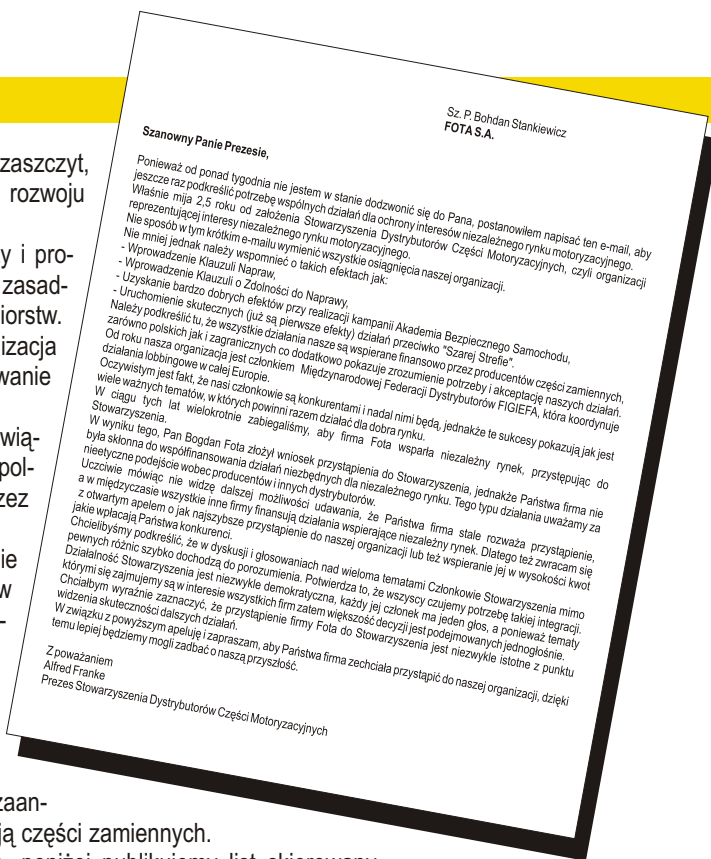 zaszczyt,
rozwoju
y i pro-
zasad-
iorstw.
izacja
wanie
wią-
pol-
zez
ie
w
-
zaan-
ją części zamiennych.
poniżej publikujemy list skierowany
Sz. P. Bohdan Stankiewicz
FOTA S.A.
Szanowny Panie Prezesie,
Ponieważ od ponad tygodnia nie jestem w stanie dodzwonić się do Pana, postanowiłem napisać ten e-mail, aby
jeszcze raz podkreślić potrzebę wspólnych działań dla ochrony interesów niezależnego rynku motoryzacyjnego.
Właśnie mija 2,5 roku od założenia Stowarzyszenia Dystrybutorów Części Motoryzacyjnych, czyli organizacji
reprezentującej interesy niezależnego rynku motoryzacyjnego.
Nie sposób w tym krótkim e-mailu wymienić wszystkie osiągnięcia naszej organizacji.
Nie mniej jednak należy wspomnieć o takich efektach jak:
- Wprowadzenie Klauzuli Napraw,
- Wprowadzenie Klauzuli o Zdolności do Naprawy,
- Uzyskanie bardzo dobrych efektów przy realizacji kampanii Akademia Bezpiecznego Samochodu,
- Uruchomienie skutecznych (już są pierwsze efekty) działań przeciwko "Szarej Strefie".
Należy podkreślić tu, że wszystkie działania nasze są wspierane finansowo przez producentów części zamiennych,
zarówno polskich jak i zagranicznych co dodatkowo pokazuje zrozumienie potrzeby i akceptację naszych działań.
Od roku nasza organizacja jest członkiem Międzynarodowej Federacji Dystrybutorów FIGIEFA, która koordynuje
działania lobbingowe w całej Europie.
Oczywistym jest fakt, że nasi członkowie są konkurentami i nadal nimi będą, jednakże te sukcesy pokazują jak jest
wiele ważnych tematów, w których powinni razem działać dla dobra rynku.
W ciągu tych lat wielokrotnie zabiegaliśmy, aby firma Fota wsparła niezależny rynek, przystępując do
Stowarzyszenia.
W wyniku tego, Pan Bogdan Fota złożył wniosek przystąpienia do Stowarzyszenia, jednakże Państwa firma nie
była skłonna do współfinansowania działań niezbędnych dla niezależnego rynku. Tego typu działania uważamy za
nieetyczne podejście wobec producentów i innych dystrybutorów.
Uczciwie mówiąc nie widzę dalszej możliwości udawania, że Państwa firma stale rozważa przystąpienie,
a w międzyczasie wszystkie inne firmy finansują działania wspierające niezależny rynek. Dlatego też zwracam się
z otwartym apelem o jak najszybsze przystąpienie do naszej organizacji lub też wspieranie jej w wysokości kwot
jakie wpłacają Państwa konkurenci.
Chcielibyśmy podkreślić, że w dyskusji i głosowaniach nad wieloma tematami Członkowie Stowarzyszenia mimo
pewnych różnic szybko dochodzą do porozumienia. Potwierdza to, że wszyscy czujemy potrzebę takiej integracji.
Działalność Stowarzyszenia jest niezwykle demokratyczna, każdy jej członek ma jeden głos, a ponieważ tematy
którymi się zajmujemy są w interesie wszystkich firm zatem większość decyzji jest podejmowanych jednogłośnie.
Chciałbym wyraźnie zaznaczyć, że przystąpienie firmy Fota do Stowarzyszenia jest niezwykle istotne z punktu
widzenia skuteczności dalszych działań.
W związku z powyższym apeluję i zapraszam, aby Państwa firma zechciała przystąpić do naszej organizacji, dzięki
temu lepiej będziemy mogli zadbać o naszą przyszłość.
Z poważaniem
Alfred Franke
Prezes Stowarzyszenia Dystrybutorów Części Motoryzacyjnych